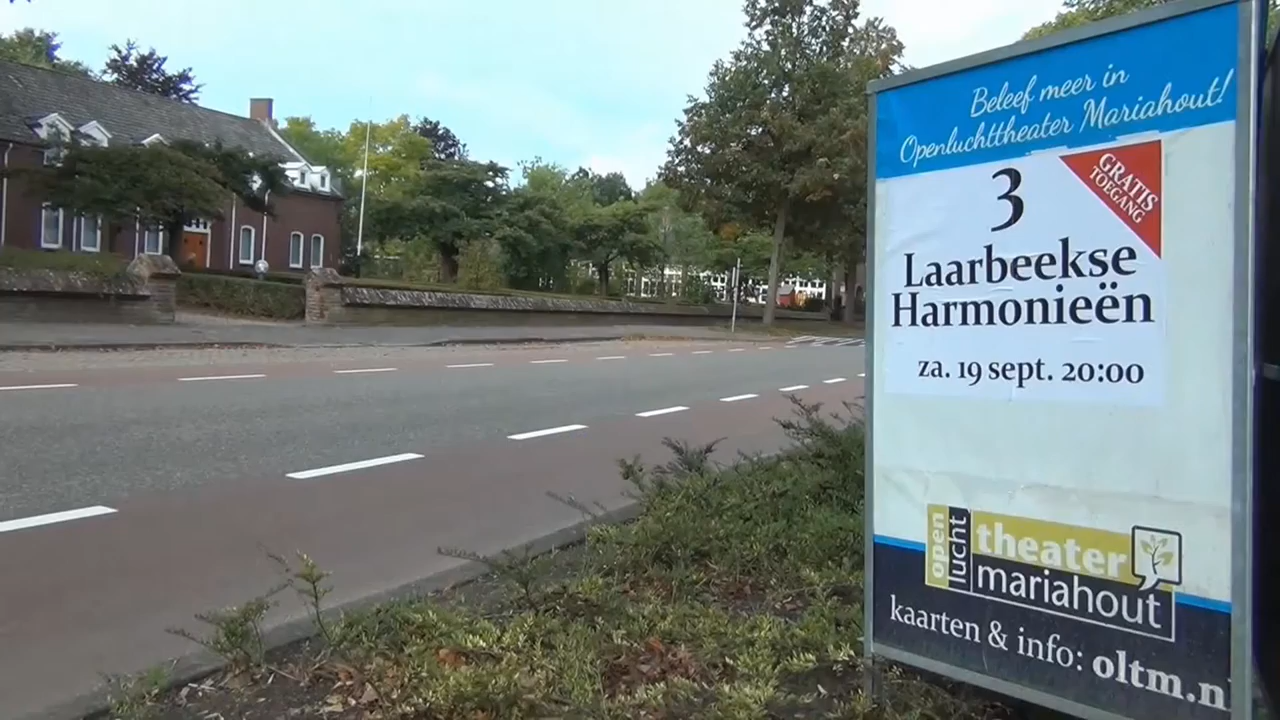 Beleef meer in
Openluchttheater Mariahout!
GRATIS
TOEGANG
3
Laarbeekse
Harmonieën
za. 19 sept. 20:00
open
lucht
theater
mariahout
kaarten & info: oltm.n